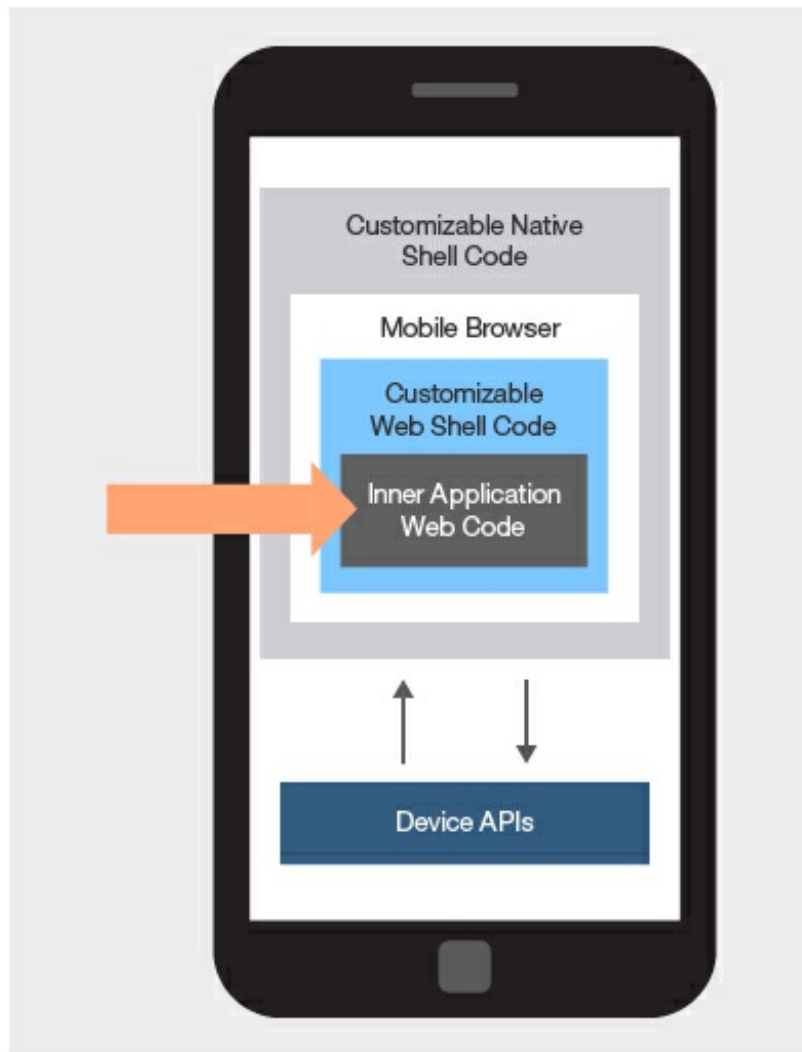 Customizable Native
Shell Code
Mobile Browser
Customizable
Web Shell Code
Inner Application
Web Code
Device APIs